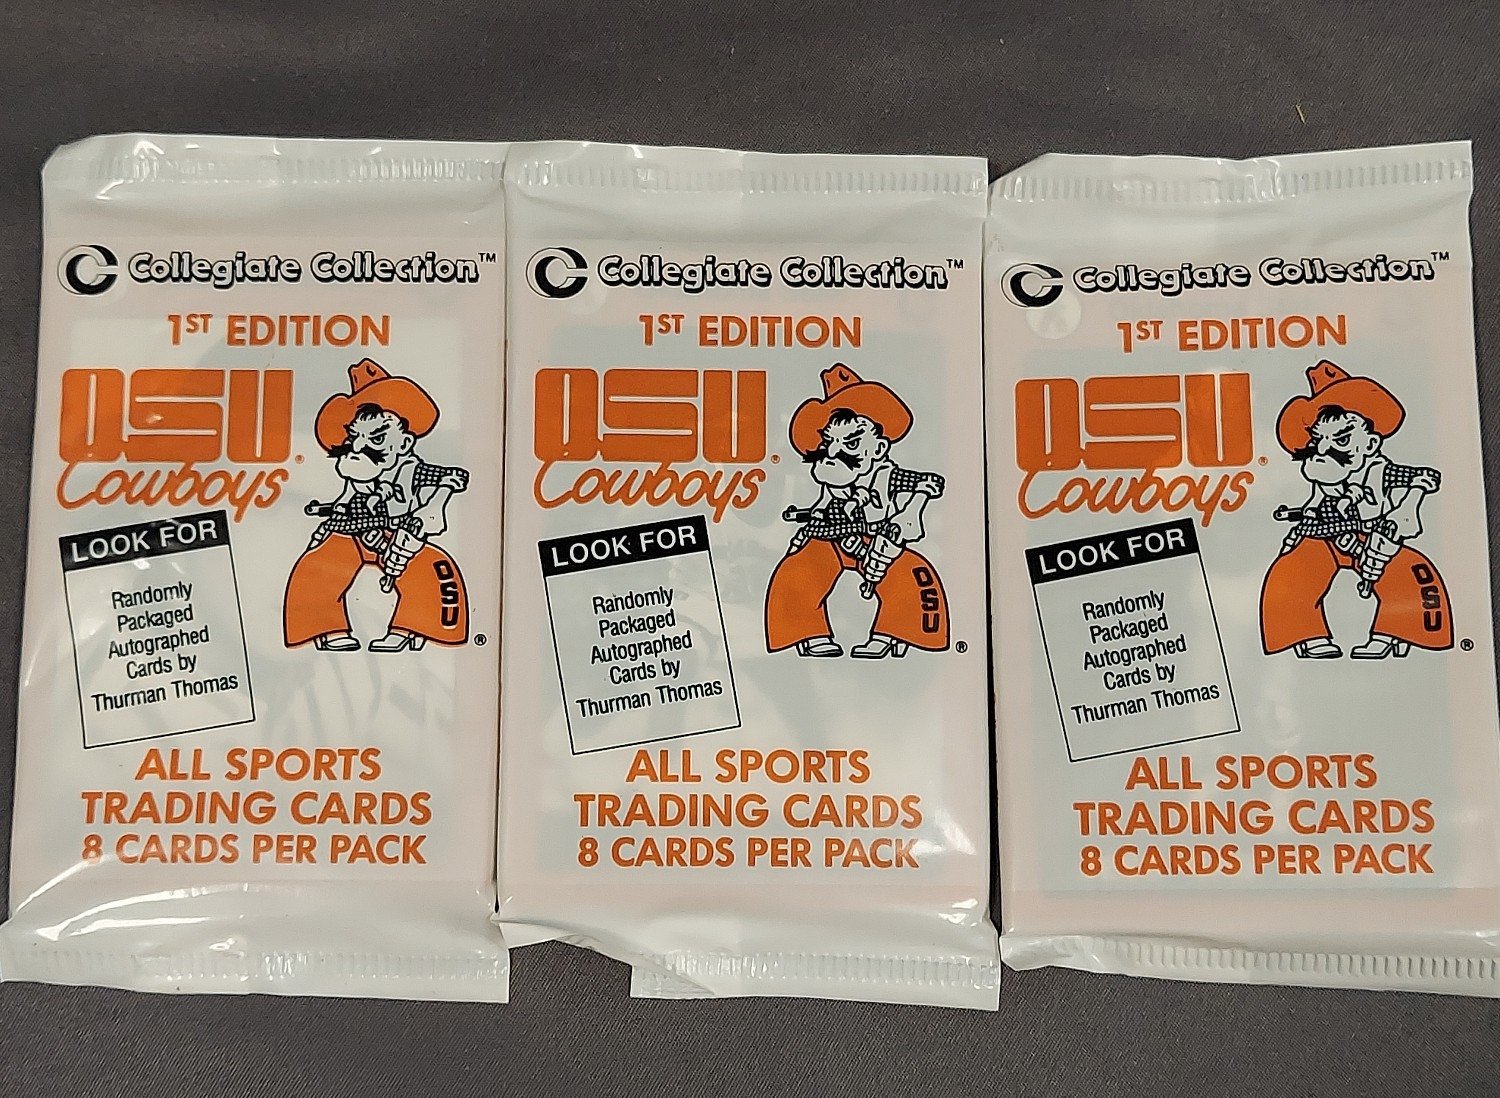 Collegiate Collection™
1ST EDITION
OSU
Cowboys®
LOOK FOR
Randomly
Packaged
Autographed
Cards by
Thurman Thomas
OSU
®
ALL SPORTS
TRADING CARDS
8 CARDS PER PACK
Collegiate Collection™
1ST EDITION
OSU
Cowboys®
LOOK FOR
Randomly
Packaged
Autographed
Cards by
Thurman Thomas
OSU
®
ALL SPORTS
TRADING CARDS
8 CARDS PER PACK
Collegiate Collection™
1ST EDITION
OSU
Cowboys®
LOOK FOR
Randomly
Packaged
Autographed
Cards by
Thurman Thomas
OSU
®
ALL SPORTS
TRADING CARDS
8 CARDS PER PACK